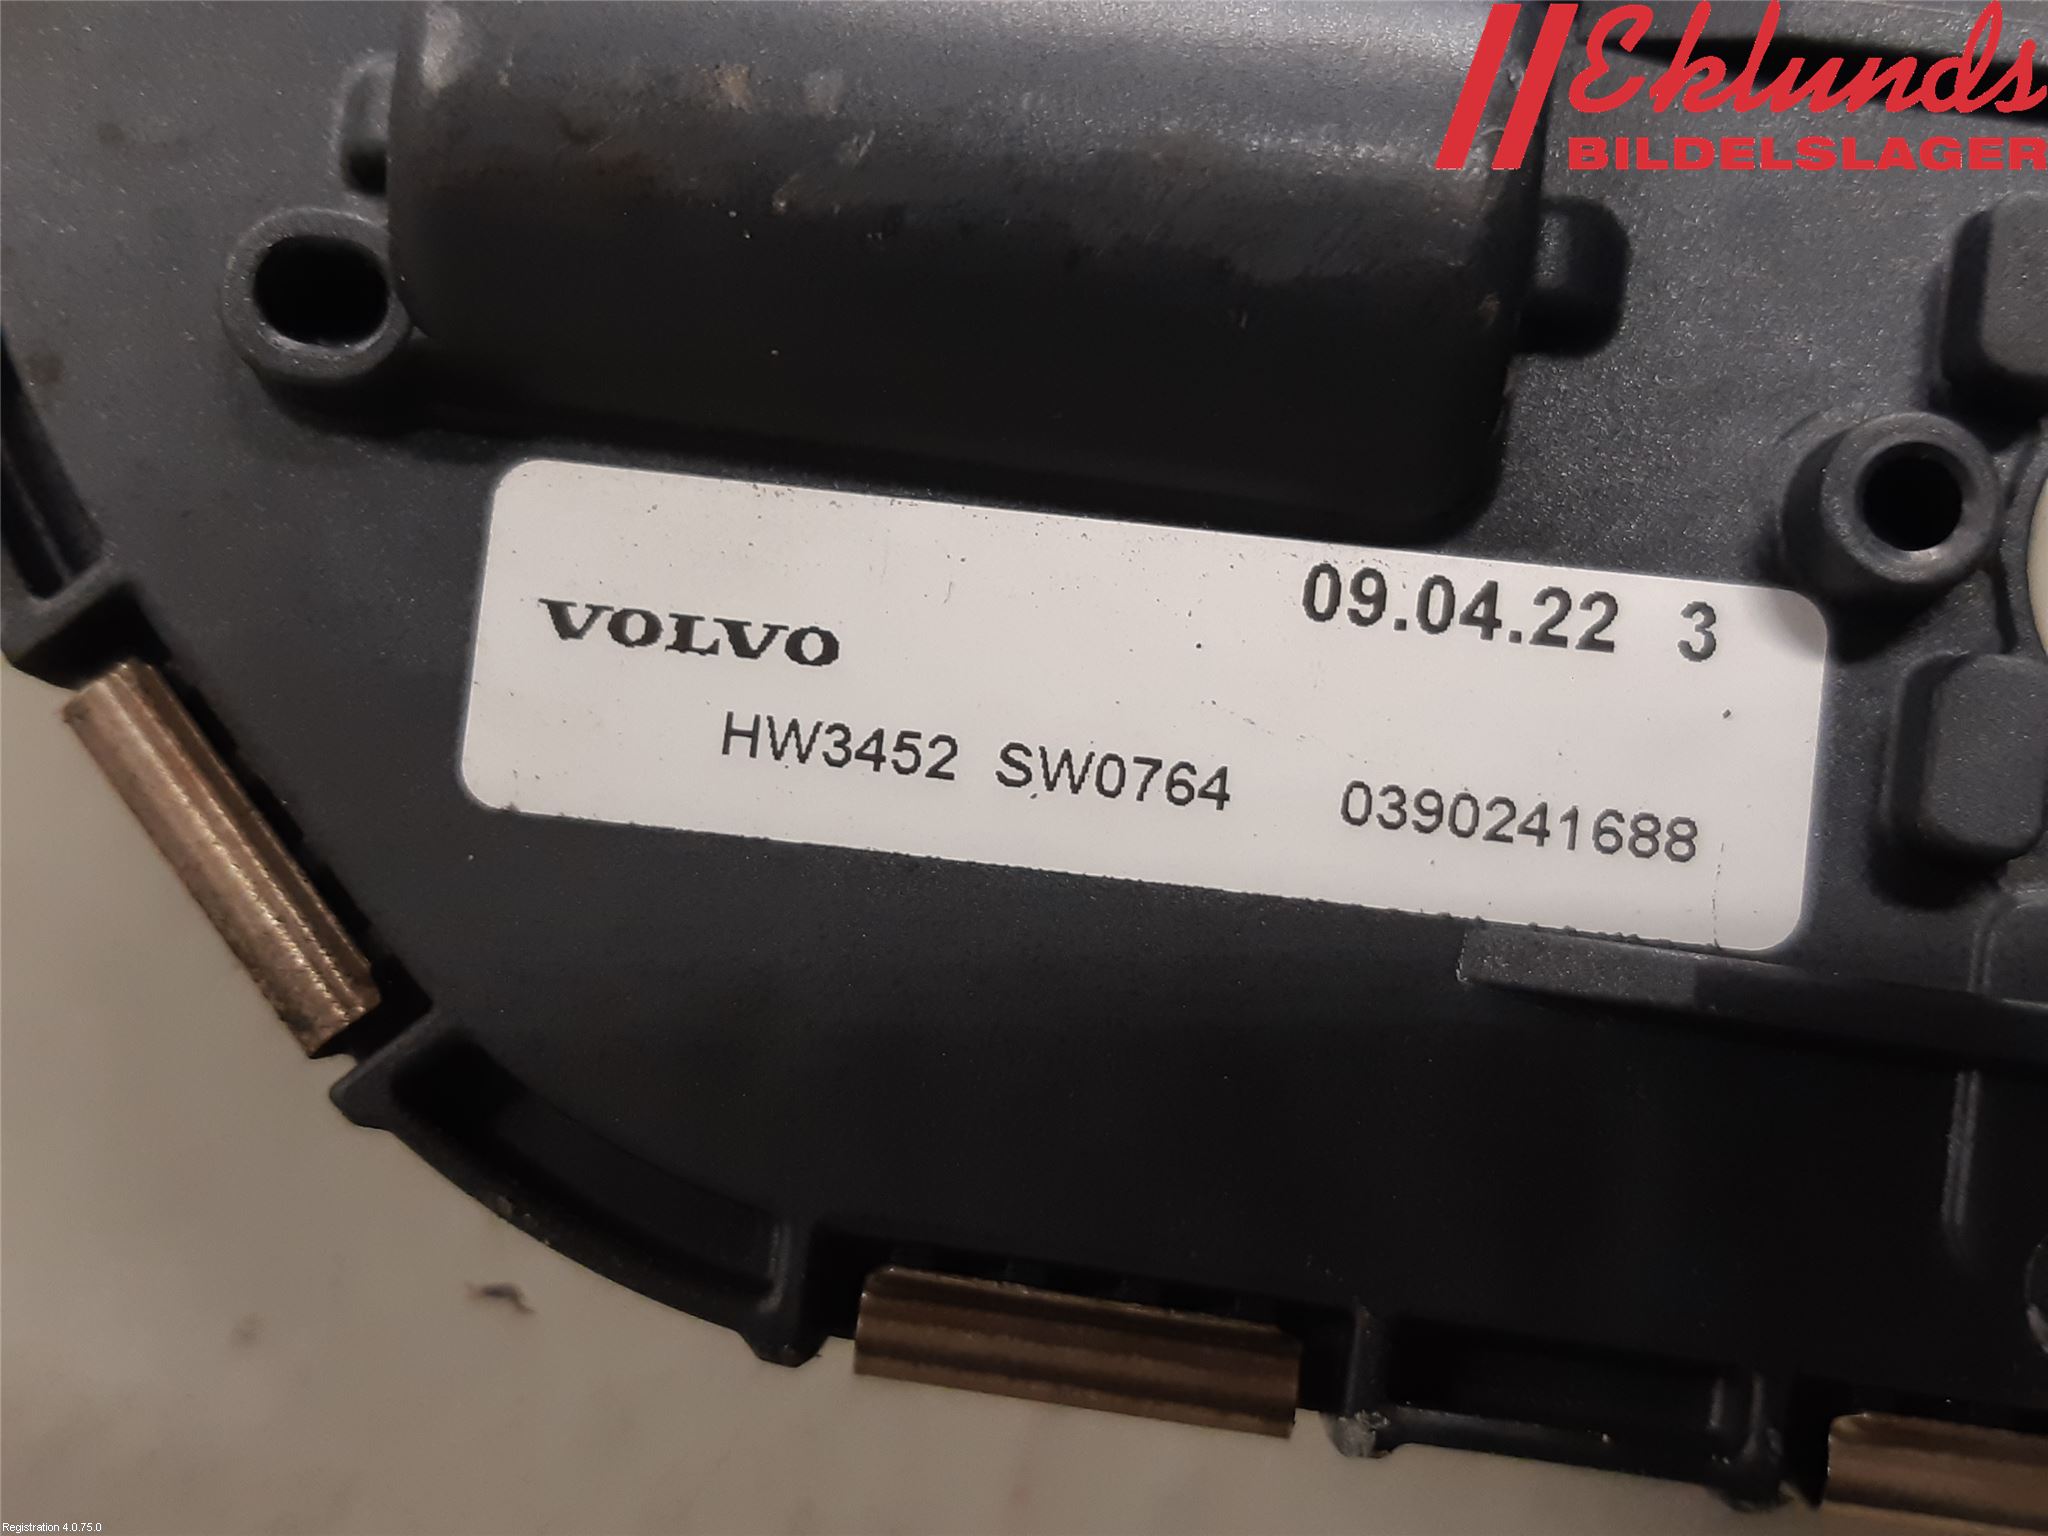 Eklunds
BILDELSLAGER
09.04.22 3
VOLVO
HW3452 SW0764 0390241688
Registration 4.0.75.0